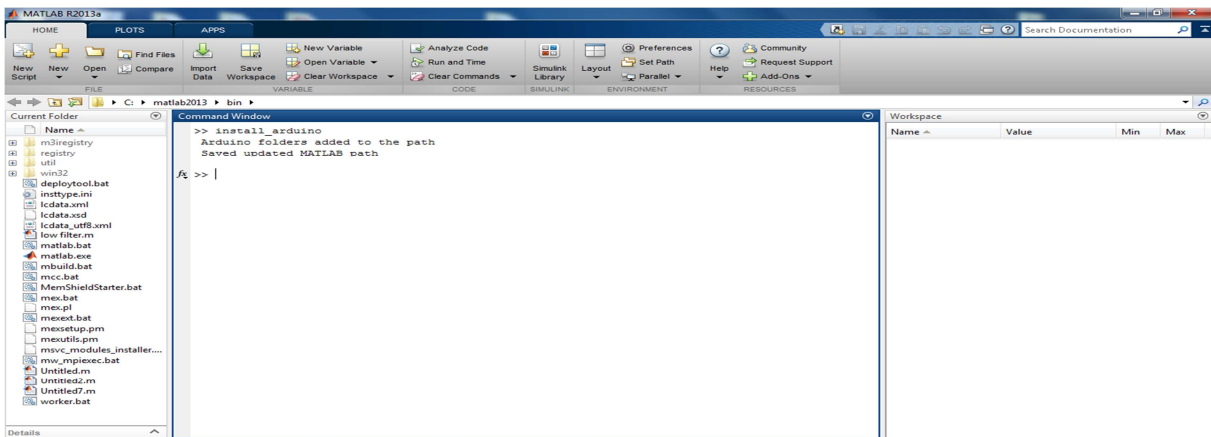 MATLAB R2013a
HOME PLOTS APPS
Search Documentation
New Script
New
Open
Find Files
Compare
Import Data
Save Workspace
New Variable
Open Variable
Clear Workspace
Analyze Code
Run and Time
Clear Commands
Simulink Library
Layout
Preferences
Set Path
Parallel
Help
Community
Request Support
Add-Ons
FILE VARIABLE CODE SIMULINK ENVIRONMENT RESOURCES
C: matlab2013 bin
Current Folder
Name
m3iregistry
registry
util
win32
deploytool.bat
insttype.ini
lcdata.xml
lcdata.xsd
lcdata_utf8.xml
low filter.m
matlab.bat
matlab.exe
mbuild.bat
mcc.bat
MemShieldStarter.bat
mex.bat
mex.pl
mexext.bat
mexsetup.pm
mexutils.pm
msvc_modules_installer....
mw_mpiexec.bat
Untitled.m
Untitled2.m
Untitled7.m
worker.bat
Details
Command Window
>> install_arduino
Arduino folders added to the path
Saved updated MATLAB path
fx >>
Workspace
Name Value Min Max